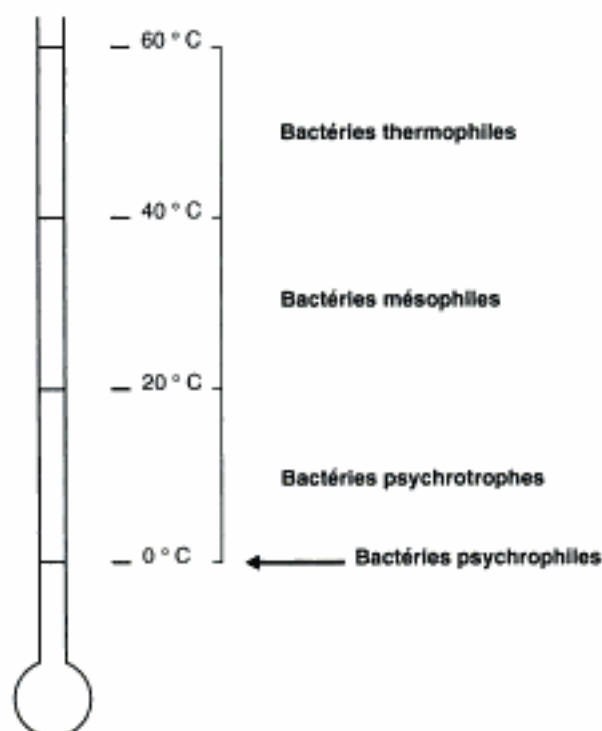 60 ° C
Bactéries thermophiles
40 ° C
Bactéries mésophiles
20 ° C
Bactéries psychrotrophes
0 ° C
Bactéries psychrophiles